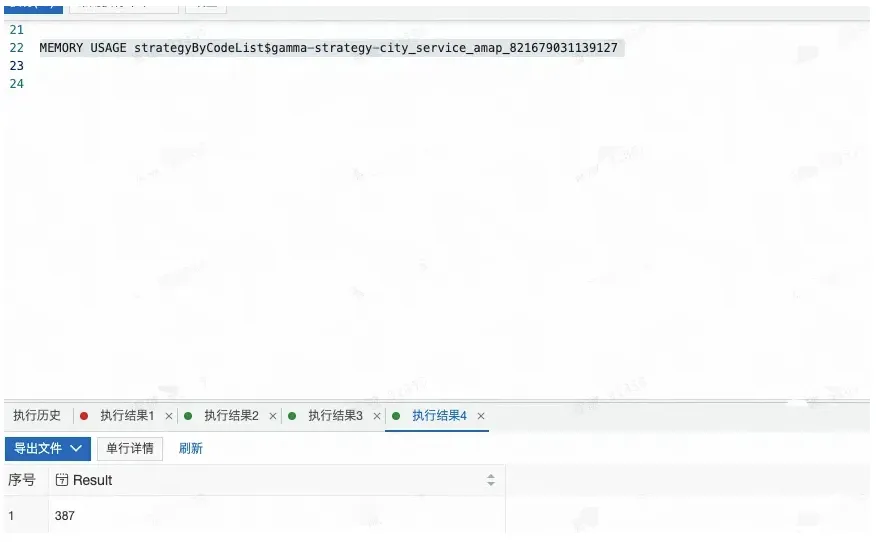 21
22 MEMORY USAGE strategyByCodeList$gamma-strategy-city_service_amap_821679031139127
23
24
执行历史 执行结果1 × 执行结果2 × 执行结果3 × 执行结果4 ×
导出文件 单行详情 刷新
序号 Result
1 387